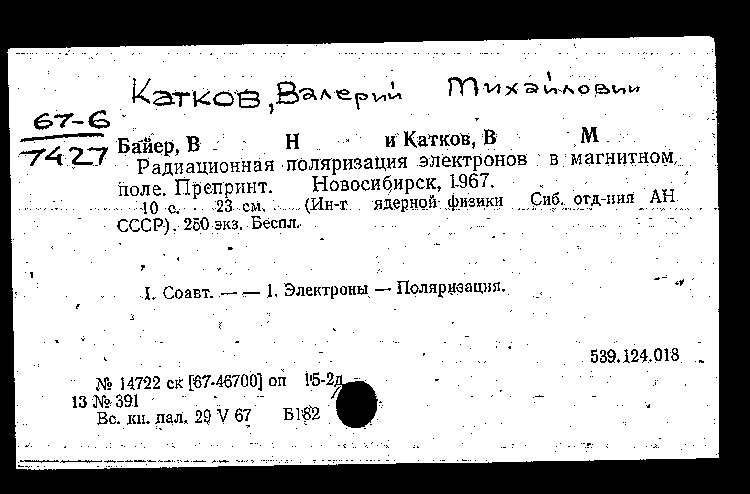 Катков, Валерий Михайлович
67-6
7427
Байер, В Н и Катков, В М
Радиационная поляризация электронов в магнитном
поле. Препринт. Новосибирск, 1967.
10 с. 23 см. (Ин-т ядерной физики Сиб. отд-ния АН
СССР). 250 экз. Беспл.
I. Соавт. — — 1. Электроны — Поляризация.
539.124.018
№ 14722 ск [67-46700] оп 15-2д
13 № 391
Вс. кн. пал. 29 V 67 Б182